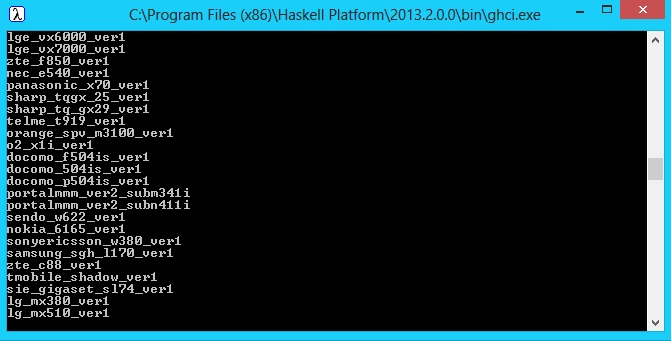 C:\Program Files (x86)\Haskell Platform\2013.2.0.0\bin\ghci.exe
lge_vx6000_ver1
lge_vx7000_ver1
zte_f850_ver1
nec_e540_ver1
panasonic_x70_ver1
sharp_tqgx_25_ver1
sharp_tq_gx29_ver1
telme_t919_ver1
orange_spv_m3100_ver1
o2_x1i_ver1
docomo_f504is_ver1
docomo_504is_ver1
docomo_p504is_ver1
portalmmm_ver2_subm341i
portalmmm_ver2_subn411i
sendo_w622_ver1
nokia_6165_ver1
sonyericsson_w380_ver1
samsung_sgh_l170_ver1
zte_c88_ver1
tmobile_shadow_ver1
sie_gigaset_sl74_ver1
lg_mx380_ver1
lg_mx510_ver1